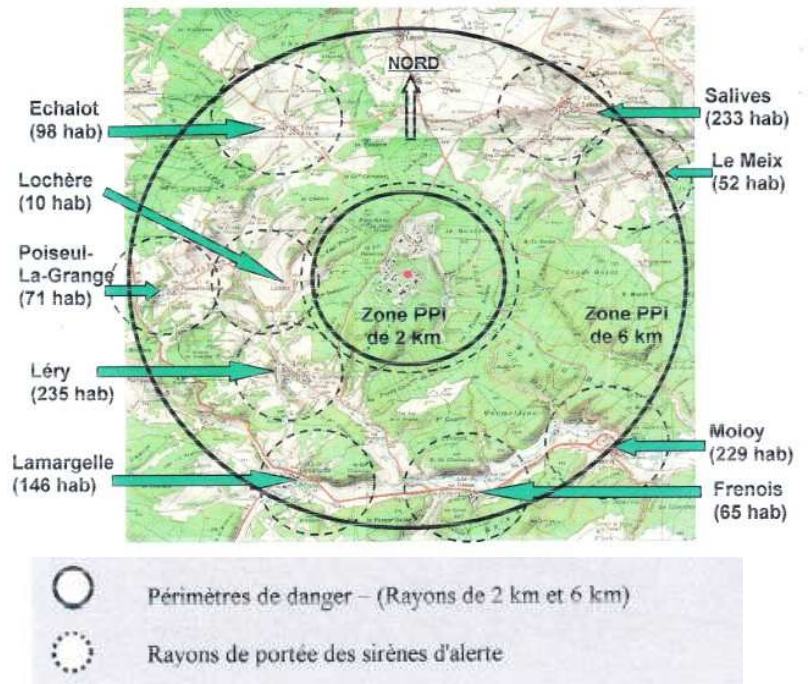 NORD
Echalot
(98 hab)
Lochère
(10 hab)
Poiseul-
La-Grange
(71 hab)
Léry
(235 hab)
Lamargelle
(146 hab)
Salives
(233 hab)
Le Meix
(52 hab)
Zone PPi
de 2 km
Zone PPi
de 6 km
Moloy
(229 hab)
Frenois
(65 hab)
Périmètres de danger – (Rayons de 2 km et 6 km)
Rayons de portée des sirènes d'alerte